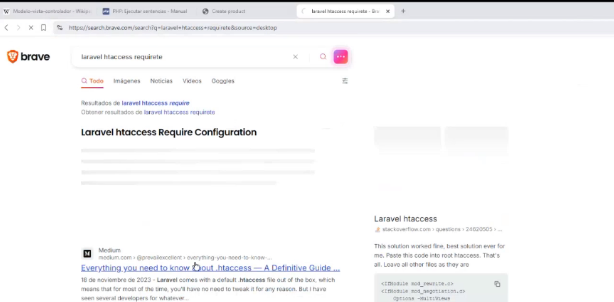 Modelo-vista-controlador - Wikipe
PHP: Ejecutar sentencias - Manual
Create product
laravel htaccess requirete - Bra
https://search.brave.com/search?q=laravel+htaccess+requirete&source=desktop
brave
laravel htaccess requirete
Todo
Imágenes
Noticias
Videos
Goggles
Resultados de laravel htaccess require
Obtener resultados de laravel htaccess requirete
Laravel htaccess Require Configuration
Medium
medium.com › @prevailexcellent › everything-you-need-to-know-...
Everything you need to know about .htaccess — A Definitive Guide ...
18 de noviembre de 2023 - Laravel comes with a default .htaccess file out of the box, which
means that for most of the time, you'll have no need to tweak it for any reason. But I have
seen several developers for whatever...
Laravel htaccess
stackoverflow.com › questions › 24620505 › ...
This solution worked fine, best solution ever for
me. Paste this code into root htaccess. That's
all. Leave all other files as they are
<IfModule mod_rewrite.c>
<IfModule mod_negotiation.c>
Options -MultiViews